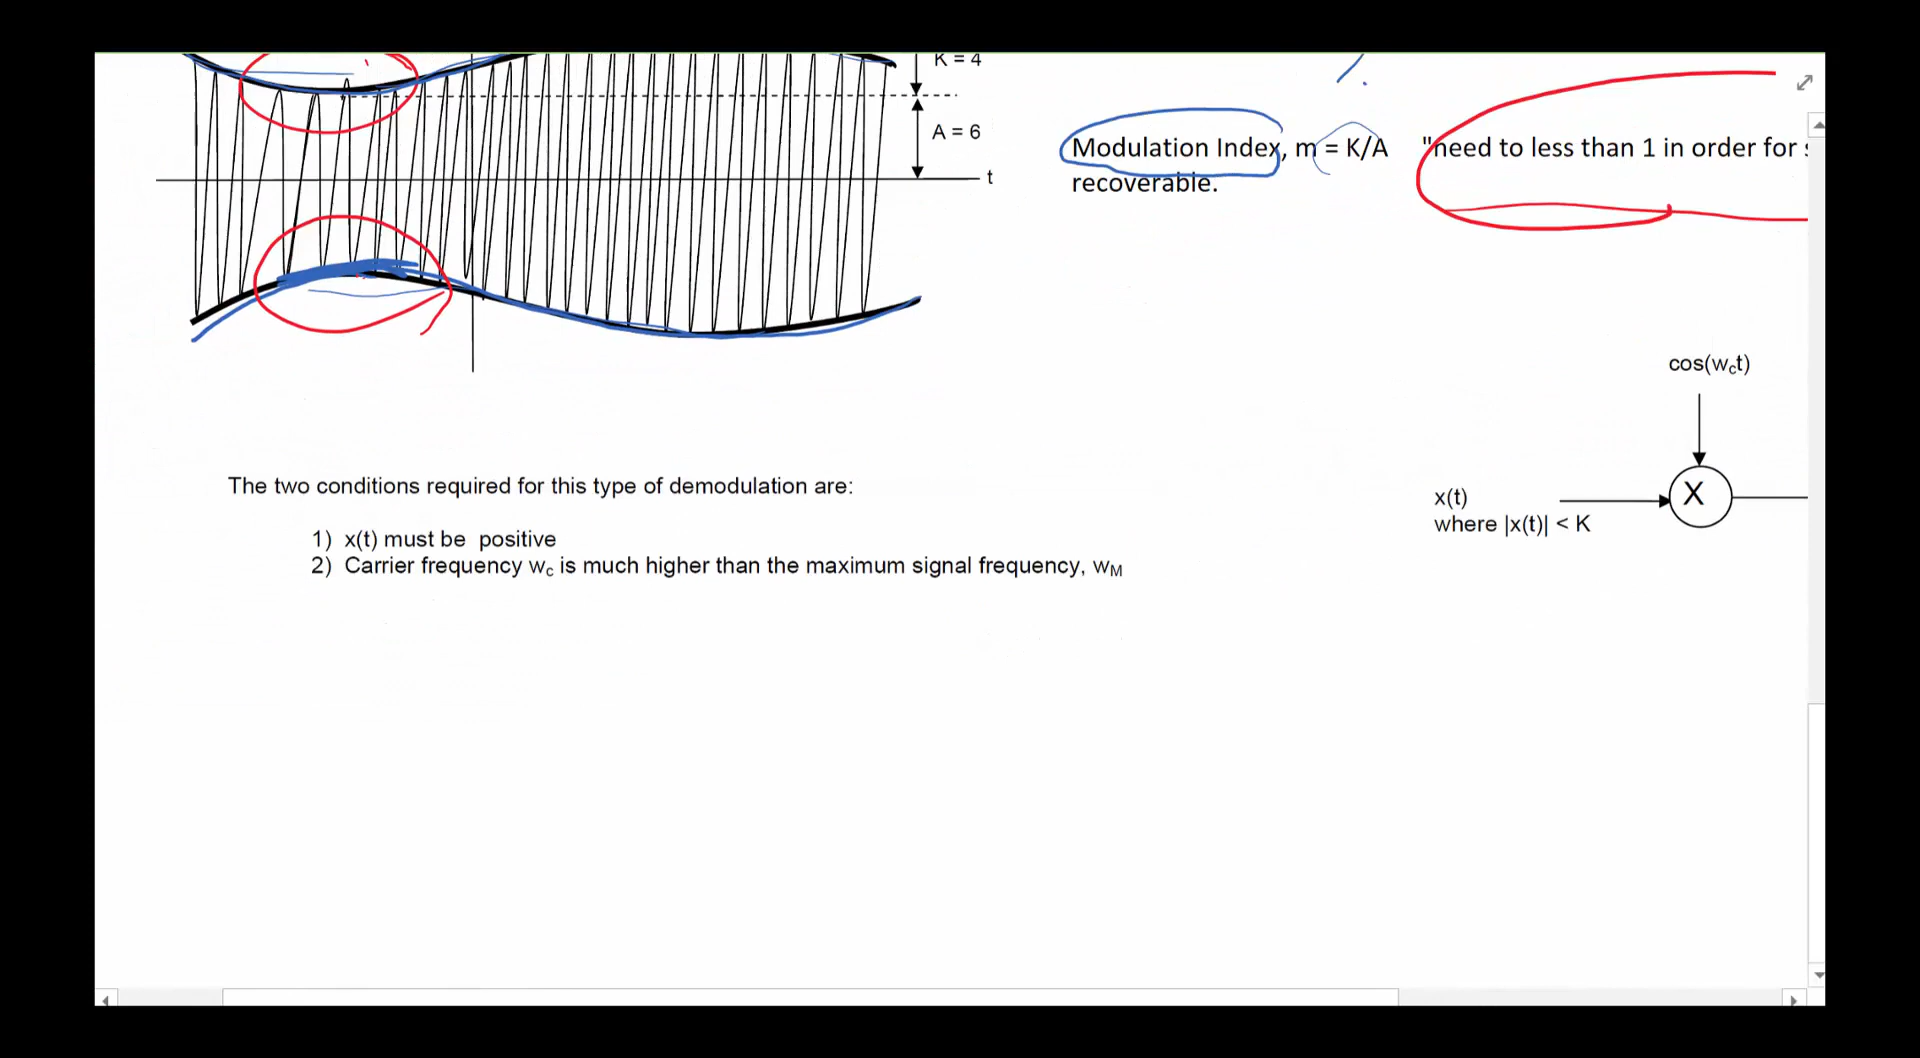 K = 4
A = 6
t
Modulation Index, m = K/A "need to less than 1 in order for
recoverable.
cos(wct)
The two conditions required for this type of demodulation are:
x(t)
X
where |x(t)| < K
1) x(t) must be positive
2) Carrier frequency wc is much higher than the maximum signal frequency, wM